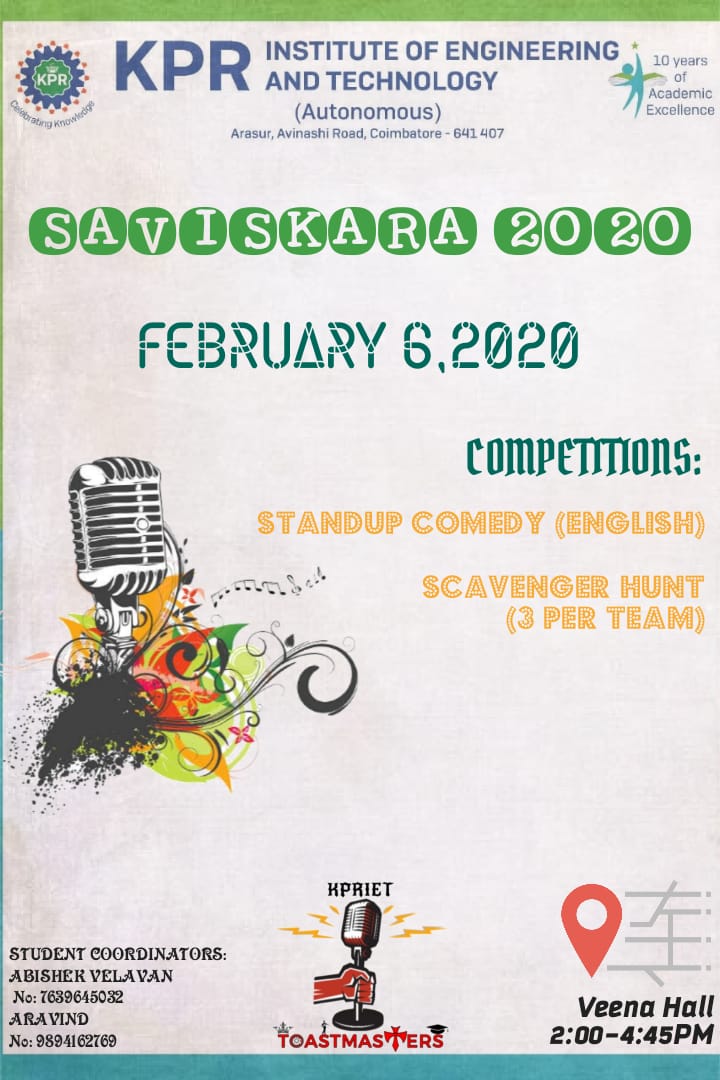 KPR
Celebrating Knowledge
KPR INSTITUTE OF ENGINEERING
AND TECHNOLOGY
(Autonomous)
Arasur, Avinashi Road, Coimbatore - 641 407
10 years
of
Academic
Excellence
SAVISKARA 2020
FEBRUARY 6,2020
COMPETITIONS:
STANDUP COMEDY (ENGLISH)
SCAVENGER HUNT
(3 PER TEAM)
KPRIET
TOASTMASTERS
STUDENT COORDINATORS:
ABISHEK VELAVAN
No: 7639645032
ARAVIND
No: 9894162769
Veena Hall
2:00-4:45PM